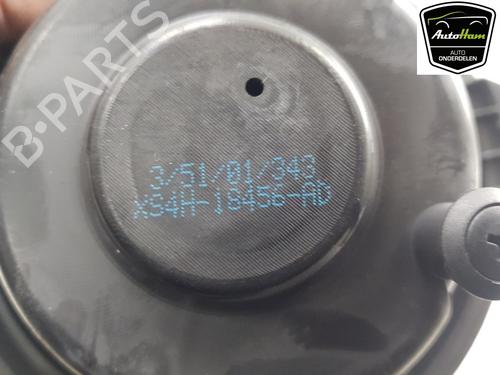 AutoHam
AUTO
ONDERDELEN
B-PARTS
3/51/01/343
XS4H-18456-AD